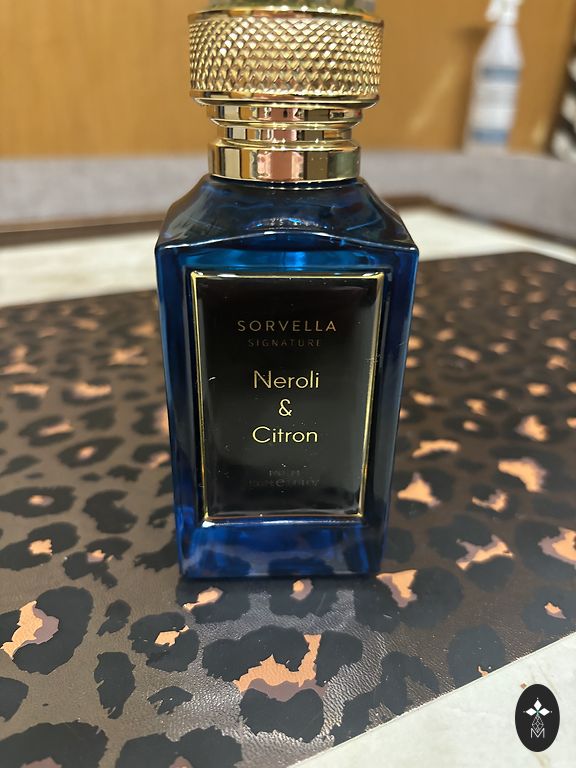 SORVELLA
SIGNATURE
Neroli
&
Citron